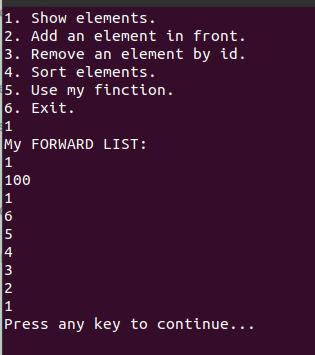 1. Show elements.
2. Add an element in front.
3. Remove an element by id.
4. Sort elements.
5. Use my finction.
6. Exit.
1
My FORWARD LIST:
1
100
1
6
5
4
3
2
1
Press any key to continue...